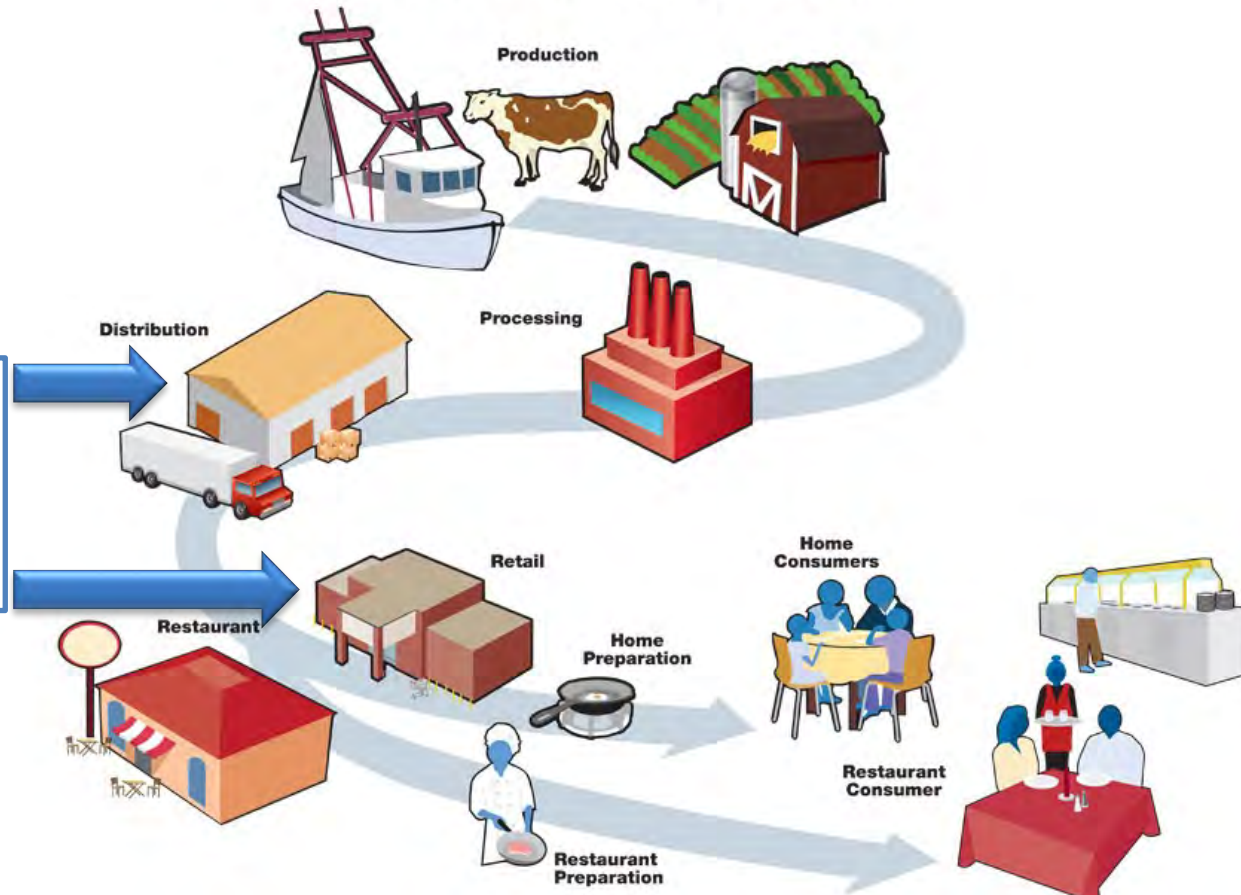 Production
Distribution
Processing
Retail
Home
Consumers
Restaurant
Home
Preparation
Restaurant
Consumer
Restaurant
Preparation